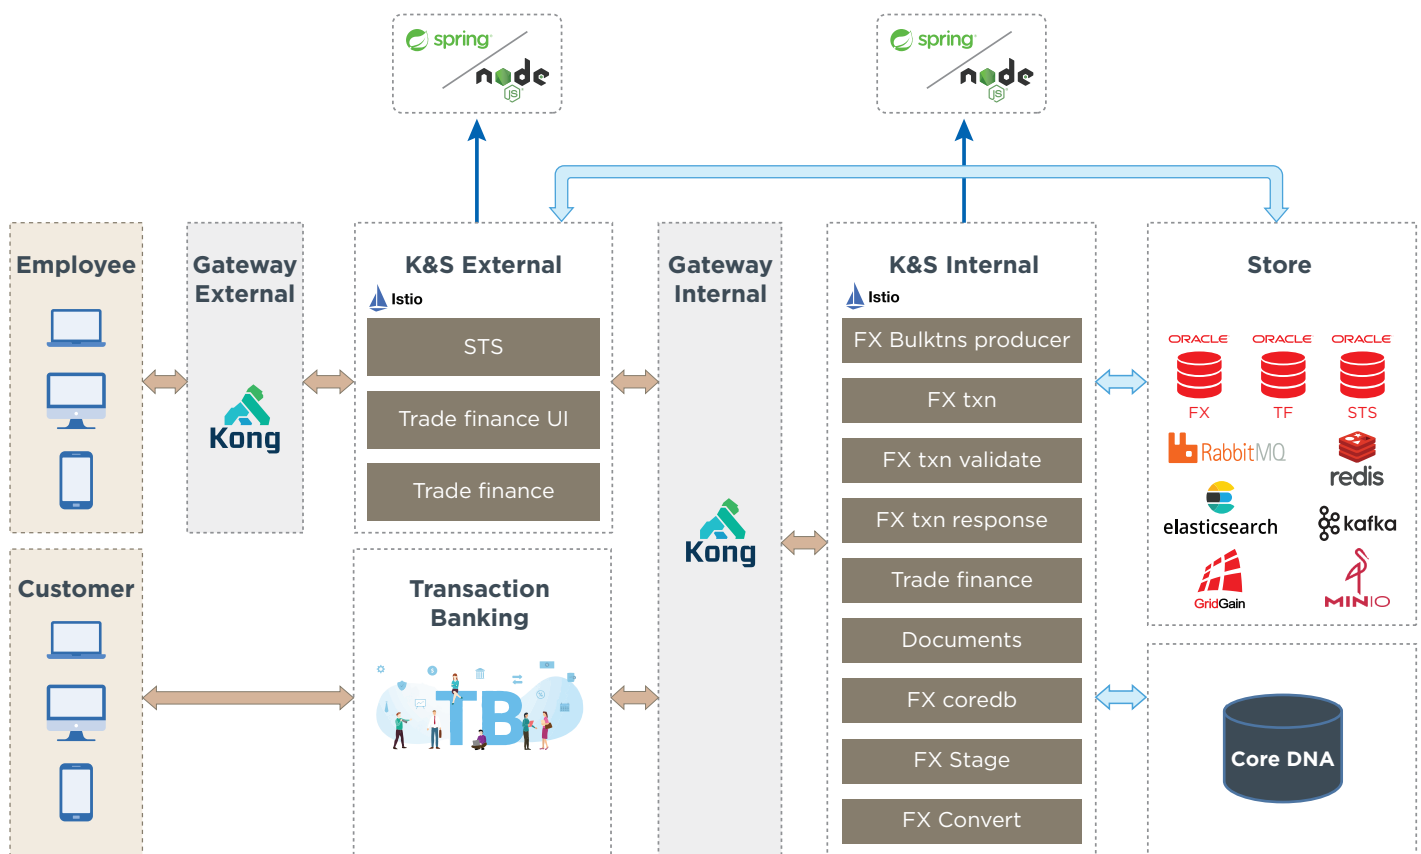 spring
node
JS
spring
node
JS
Employee
Gateway
External
Kong
K&S External
Istio
STS
Trade finance UI
Trade finance
Gateway
Internal
Kong
K&S Internal
Istio
FX Bulktns producer
FX txn
FX txn validate
FX txn response
Trade finance
Documents
FX coredb
FX Stage
FX Convert
Store
ORACLE ORACLE ORACLE
FX TF STS
RabbitMQ
redis
elasticsearch
kafka
GridGain
MINIO
Customer
Transaction
Banking
TB
Core DNA